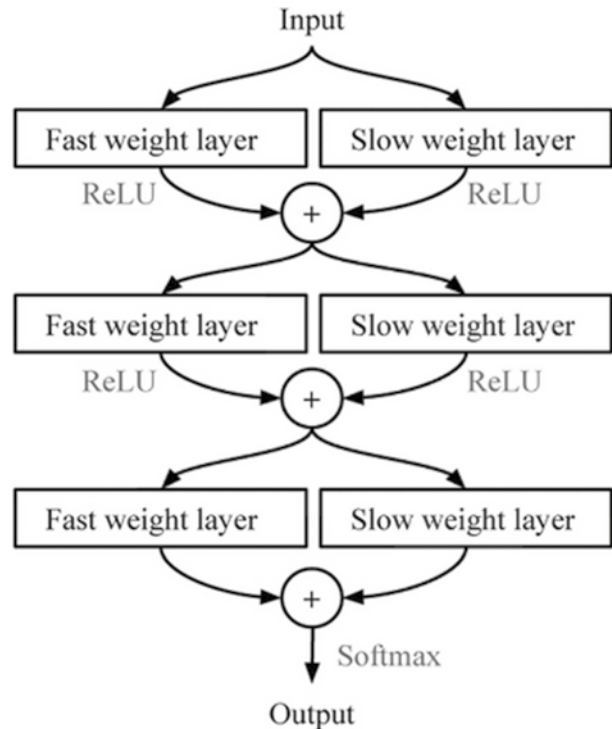 Input
Fast weight layer Slow weight layer
ReLU ReLU
+
Fast weight layer Slow weight layer
ReLU ReLU
+
Fast weight layer Slow weight layer
+
Softmax
Output